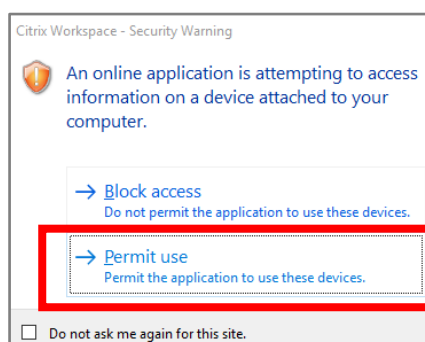 Citrix Workspace - Security Warning
An online application is attempting to access
information on a device attached to your
computer.
Block access
Do not permit the application to use these devices.
Permit use
Permit the application to use these devices.
Do not ask me again for this site.